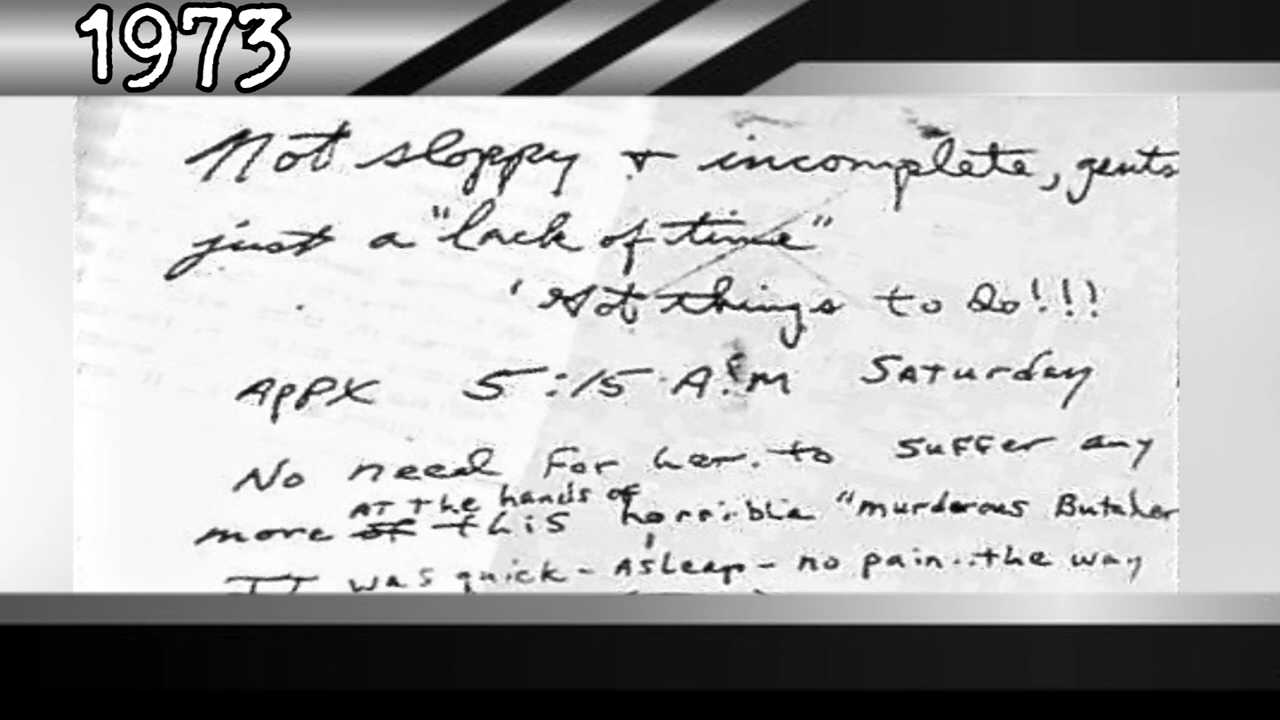 1973
Not sloppy & incomplete, gents
just a "lack of time"
'Got things to do!!!
APPX 5:15 A.M Saturday
No need For her. to suffer any
AT the hands of
more of this horrible "murderous Butcher
IT was quick - Asleep - no pain..the way